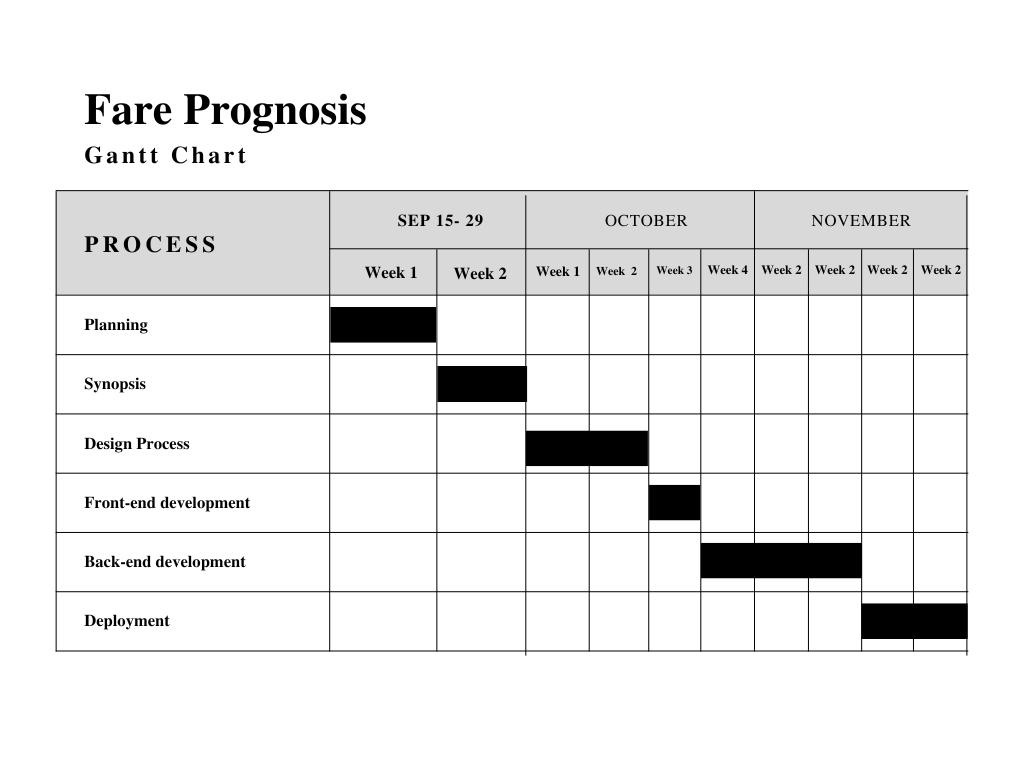 Fare Prognosis
Gantt Chart
PROCESS
SEP 15- 29
OCTOBER
NOVEMBER
Week 1
Week 2
Week 1
Week 2
Week 3
Week 4
Week 2
Week 2
Week 2
Week 2
Planning
Synopsis
Design Process
Front-end development
Back-end development
Deployment